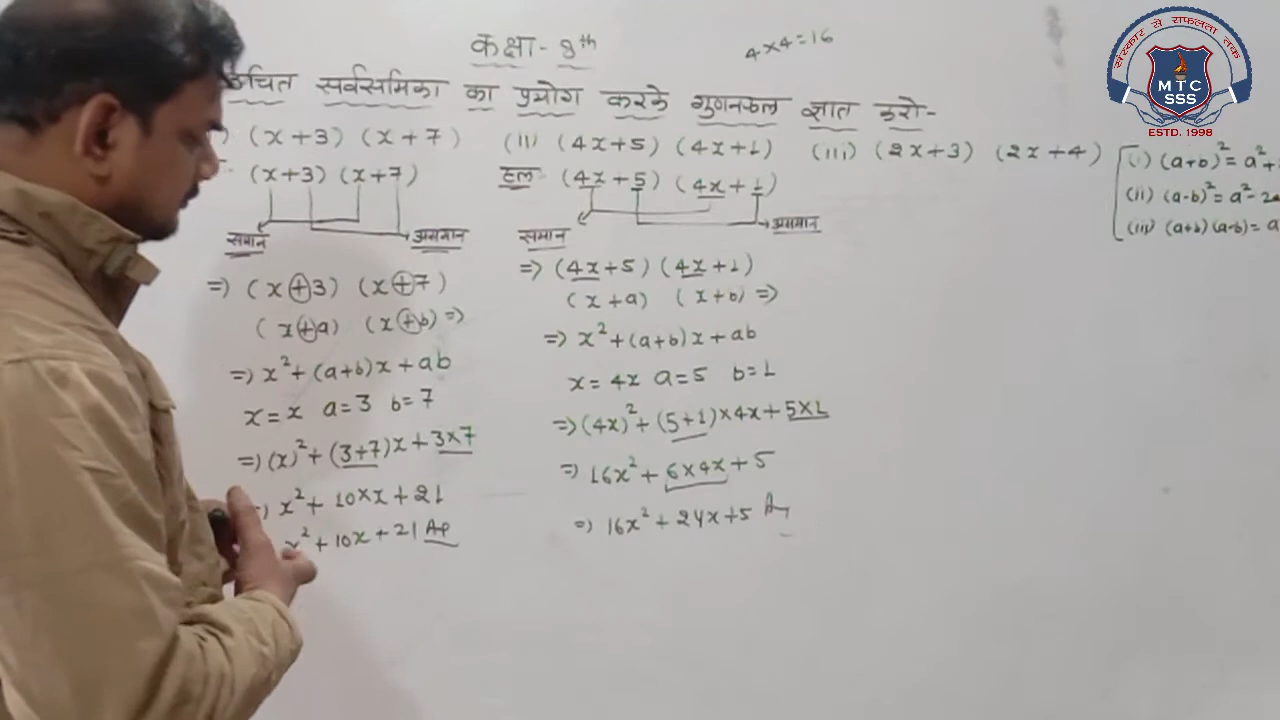 कक्षा - 8th
4×4=16
उचित सर्वसमिका का प्रयोग करके गुणनफल ज्ञात करो-
(x+3) (x+7)
(x+3) (x+7)
समान असमान
=) (x+3) (x+7)
(x+a) (x+b) =)
=) x²+(a+b)x+ab
x=x a=3 b=7
=) (x)²+(3+7)x+3×7
x²+10×x+21
x²+10x+21 Ans
(ii) (4x+5) (4x+1)
हल (4x+5) (4x+1)
समान असमान
=) (4x+5) (4x+1)
(x+a) (x+b) =)
=) x²+(a+b)x+ab
x=4x a=5 b=1
=) (4x)²+(5+1)×4x+5×1
=) 16x²+6×4x+5
=) 16x²+24x+5 Ans
(iii) (2x+3) (2x+4)
(i) (a+b)²=a²+
(ii) (a-b)²=a²-2a
(iii) (a+b)(a-b)=a
संस्कार से सफलता तक
MTC
SSS
ESTD. 1998